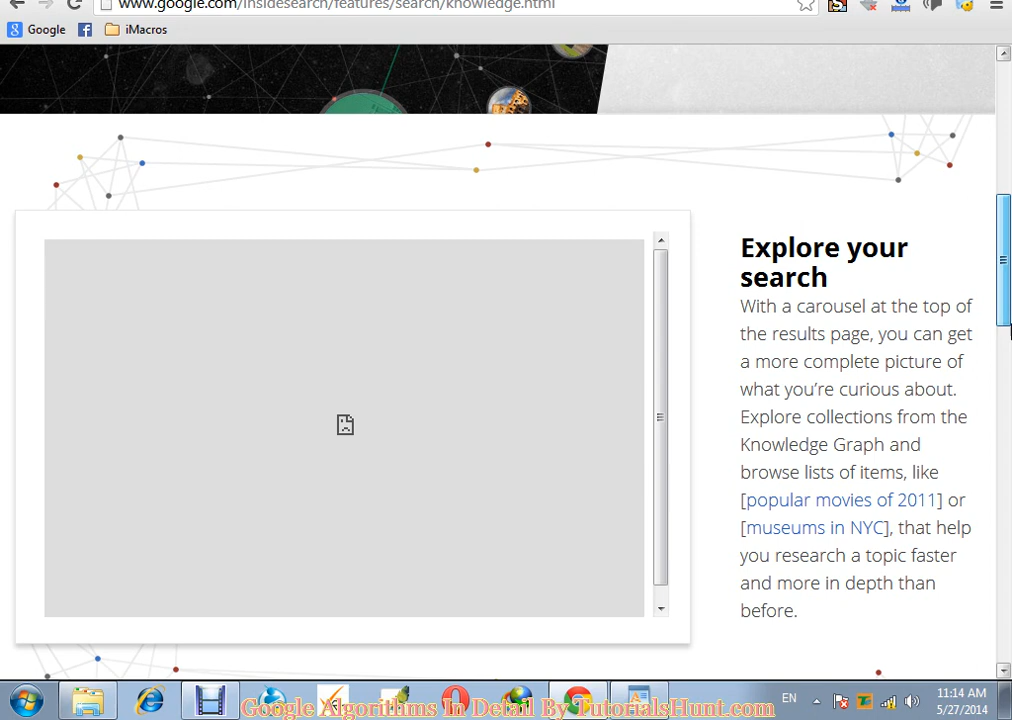 www.google.com/insidesearch/features/search/knowledge.html
Google
iMacros
Explore your
search
With a carousel at the top of
the results page, you can get
a more complete picture of
what you’re curious about.
Explore collections from the
Knowledge Graph and
browse lists of items, like
[popular movies of 2011] or
[museums in NYC], that help
you research a topic faster
and more in depth than
before.
EN
11:14 AM
5/27/2014
Google Algorithms In Detail By TutorialsHunt.com